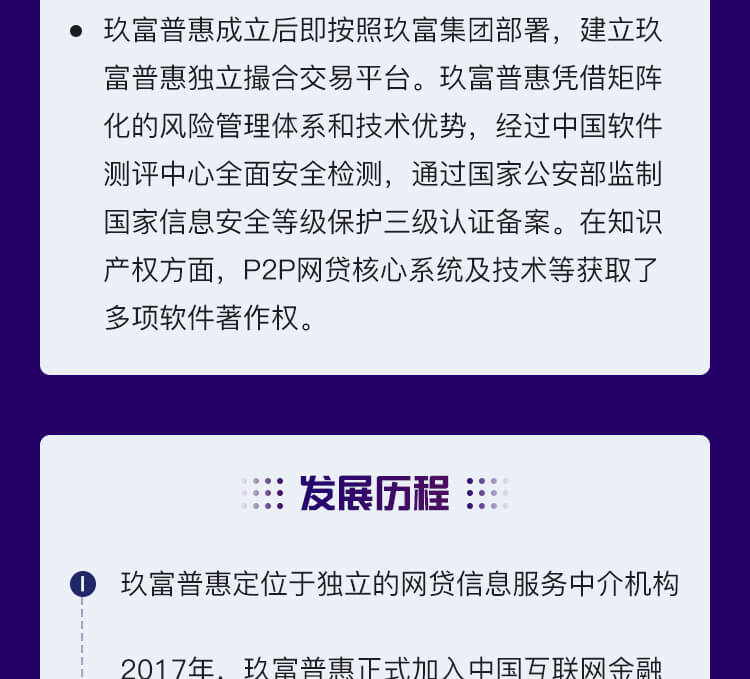 玖富普惠成立后即按照玖富集团部署，建立玖
富普惠独立撮合交易平台。玖富普惠凭借矩阵
化的风险管理体系和技术优势，经过中国软件
测评中心全面安全检测，通过国家公安部监制
国家信息安全等级保护三级认证备案。在知识
产权方面，P2P网贷核心系统及技术等获取了
多项软件著作权。
发展历程
玖富普惠定位于独立的网贷信息服务中介机构
2017年，玖富普惠正式加入中国互联网金融